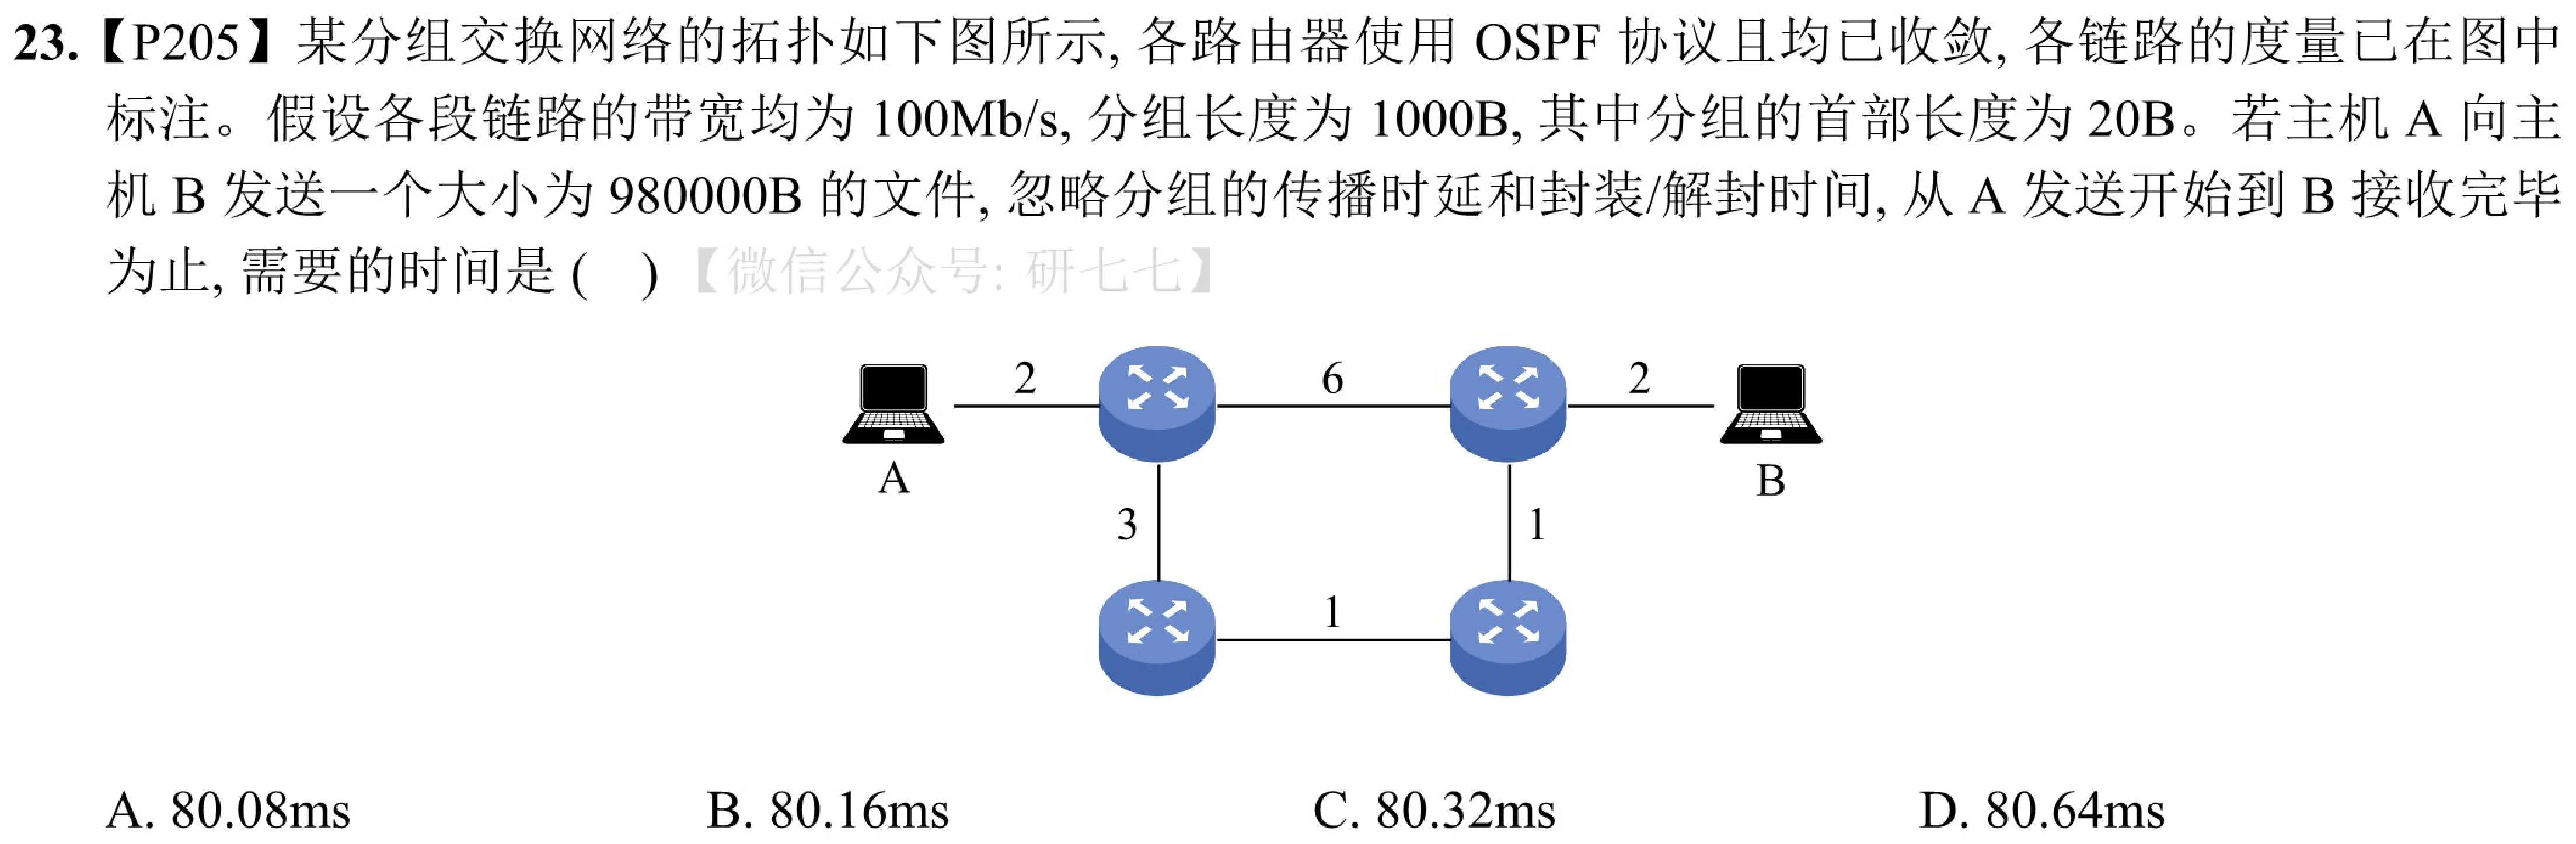 23.【P205】某分组交换网络的拓扑如下图所示, 各路由器使用 OSPF 协议且均已收敛, 各链路的度量已在图中
标注。假设各段链路的带宽均为 100Mb/s, 分组长度为 1000B, 其中分组的首部长度为 20B。若主机 A 向主
机 B 发送一个大小为 980000B 的文件, 忽略分组的传播时延和封装/解封时间, 从 A 发送开始到 B 接收完毕
为止, 需要的时间是 (    )【微信公众号: 研七七】
2 6 2
A B
3 1
1
A. 80.08ms B. 80.16ms C. 80.32ms D. 80.64ms